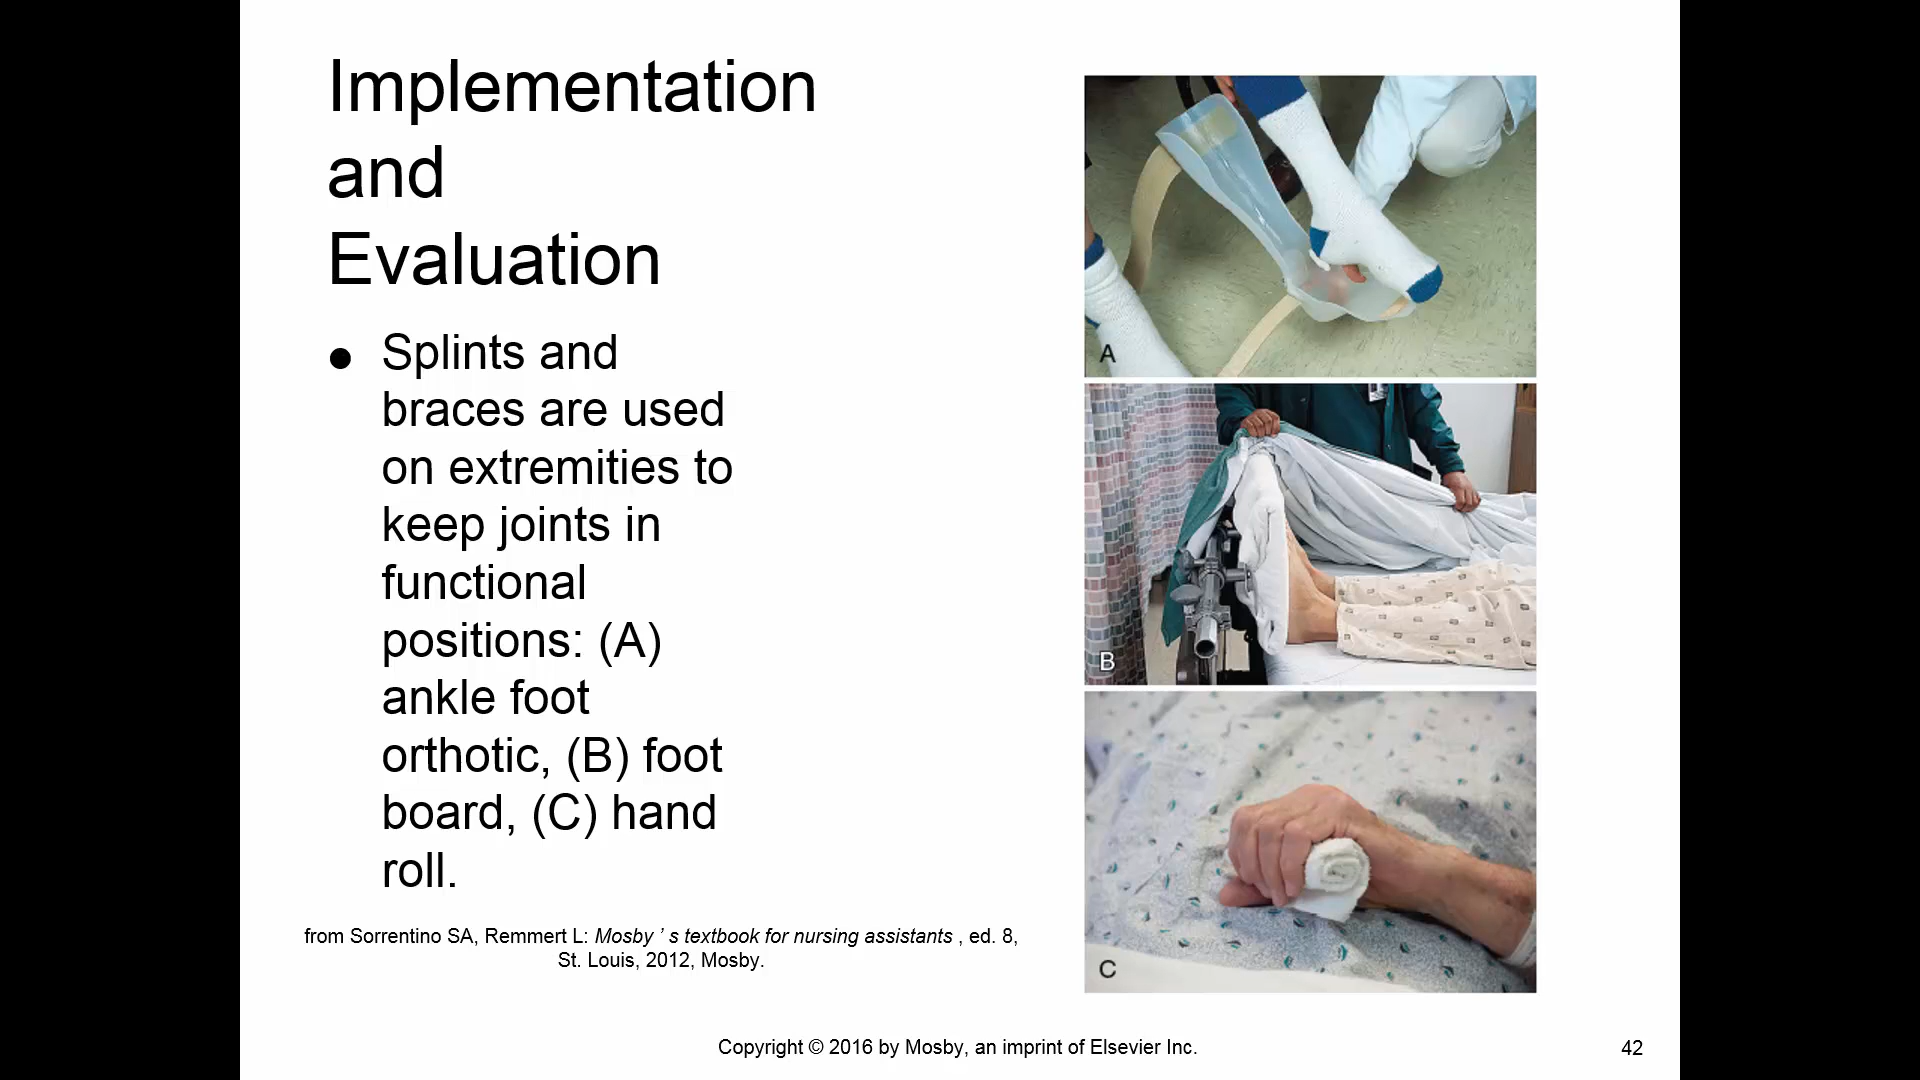 Implementation
and
Evaluation
● Splints and
braces are used
on extremities to
keep joints in
functional
positions: (A)
ankle foot
orthotic, (B) foot
board, (C) hand
roll.
from Sorrentino SA, Remmert L: Mosby ’ s textbook for nursing assistants , ed. 8,
St. Louis, 2012, Mosby.
A
B
C
Copyright © 2016 by Mosby, an imprint of Elsevier Inc.
42